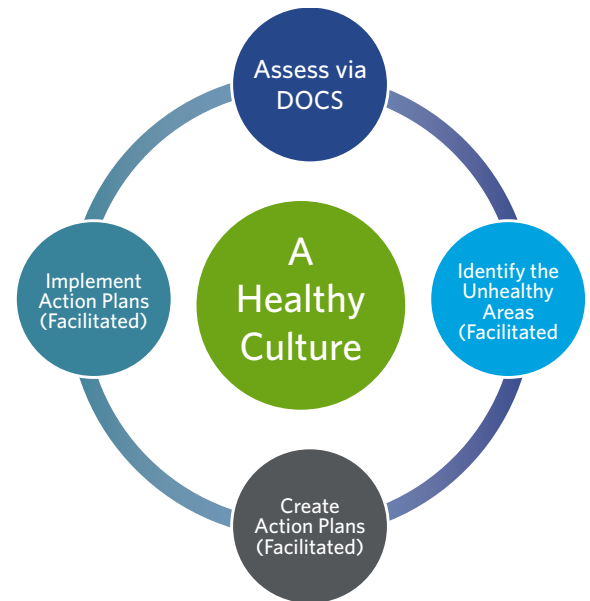 Assess via
DOCS
Identify the
Unhealthy
Areas
(Facilitated
Create
Action Plans
(Facilitated)
Implement
Action Plans
(Facilitated)
A
Healthy
Culture